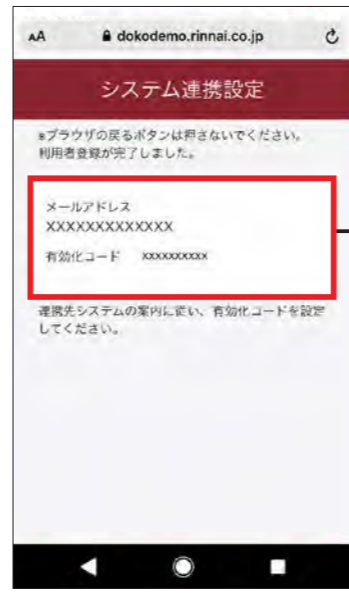 AA dokodemo.rinnai.co.jp
システム連携設定
※ブラウザの戻るボタンは押さないでください。
利用者登録が完了しました。
メールアドレス
XXXXXXXXXXXXX
有効化コード xxxxxxxxxx
連携先システムの案内に従い、有効化コードを設定
してください。